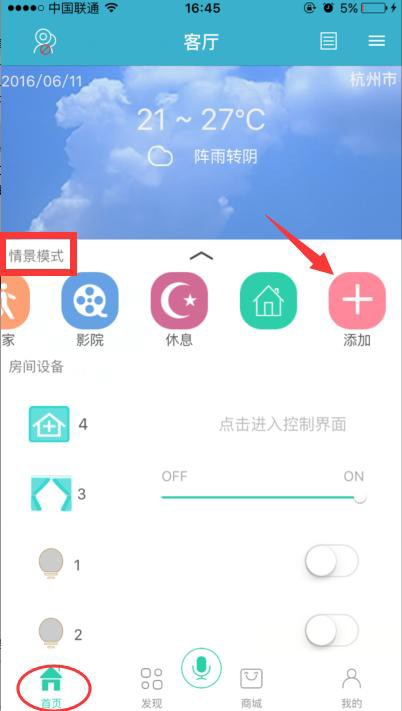 中国联通 16:45 5%
客厅
2016/06/11 杭州市
21 ~ 27°C
阵雨转阴
情景模式
家 影院 休息 添加
房间设备
4 点击进入控制界面
OFF ON
3
1
2
首页 发现 商城 我的